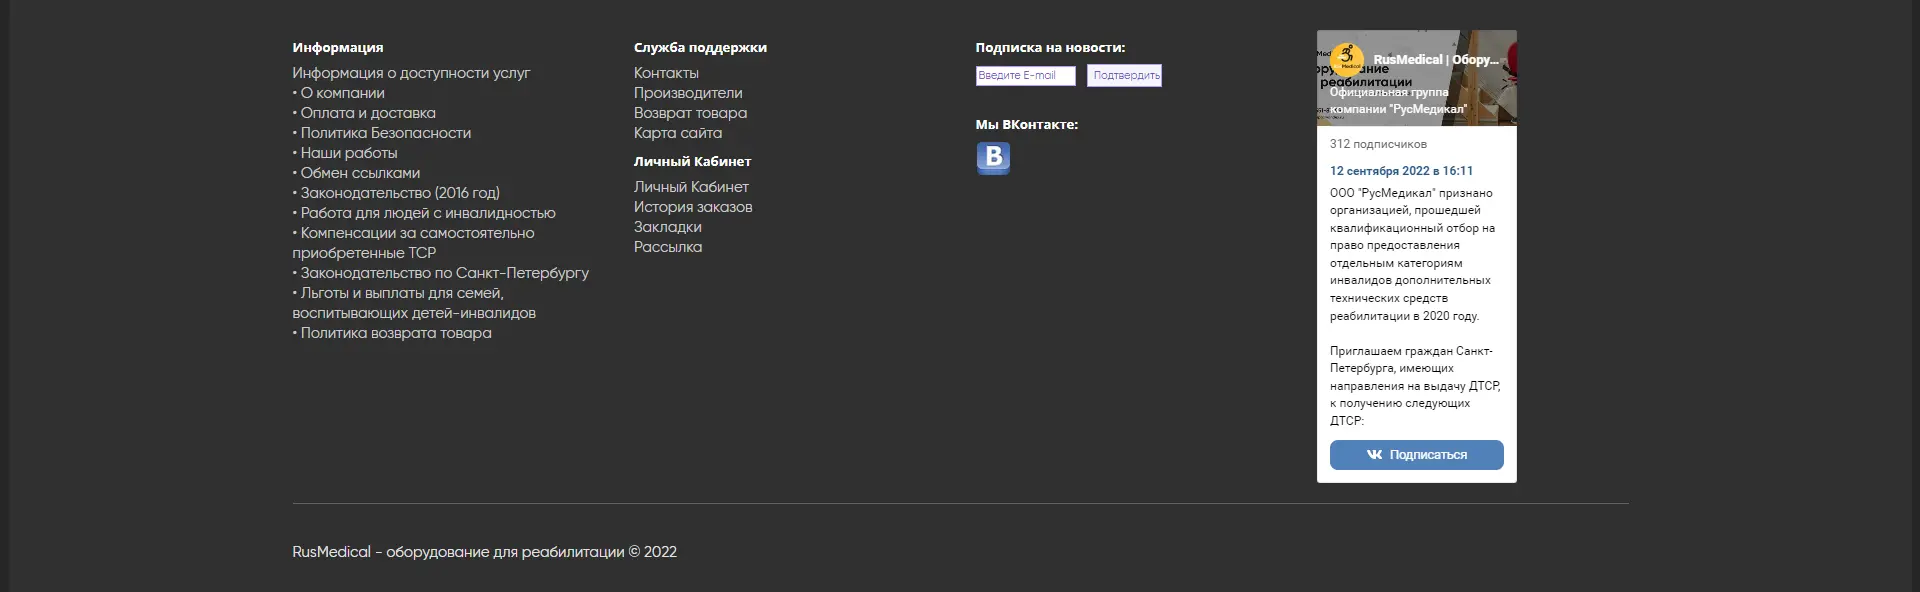 Информация
Информация о доступности услуг
• О компании
• Оплата и доставка
• Политика Безопасности
• Наши работы
• Обмен ссылками
• Законодательство (2016 год)
• Работа для людей с инвалидностью
• Компенсации за самостоятельно
приобретенные ТСР
• Законодательство по Санкт-Петербургу
• Льготы и выплаты для семей,
воспитывающих детей-инвалидов
• Политика возврата товара
Служба поддержки
Контакты
Производители
Возврат товара
Карта сайта
Личный Кабинет
Личный Кабинет
История заказов
Закладки
Рассылка
Подписка на новости:
Введите E-mail
Подтвердить
Мы ВКонтакте:
В
RusMedical | Обору...
реабилитации
Официальная группа
компании "РусМедикал"
312 подписчиков
12 сентября 2022 в 16:11
ООО "РусМедикал" признано
организацией, прошедшей
квалификационный отбор на
право предоставления
отдельным категориям
инвалидов дополнительных
технических средств
реабилитации в 2020 году.
Приглашаем граждан Санкт-
Петербурга, имеющих
направления на выдачу ДТСР,
к получению следующих
ДТСР:
Подписаться
RusMedical - оборудование для реабилитации © 2022